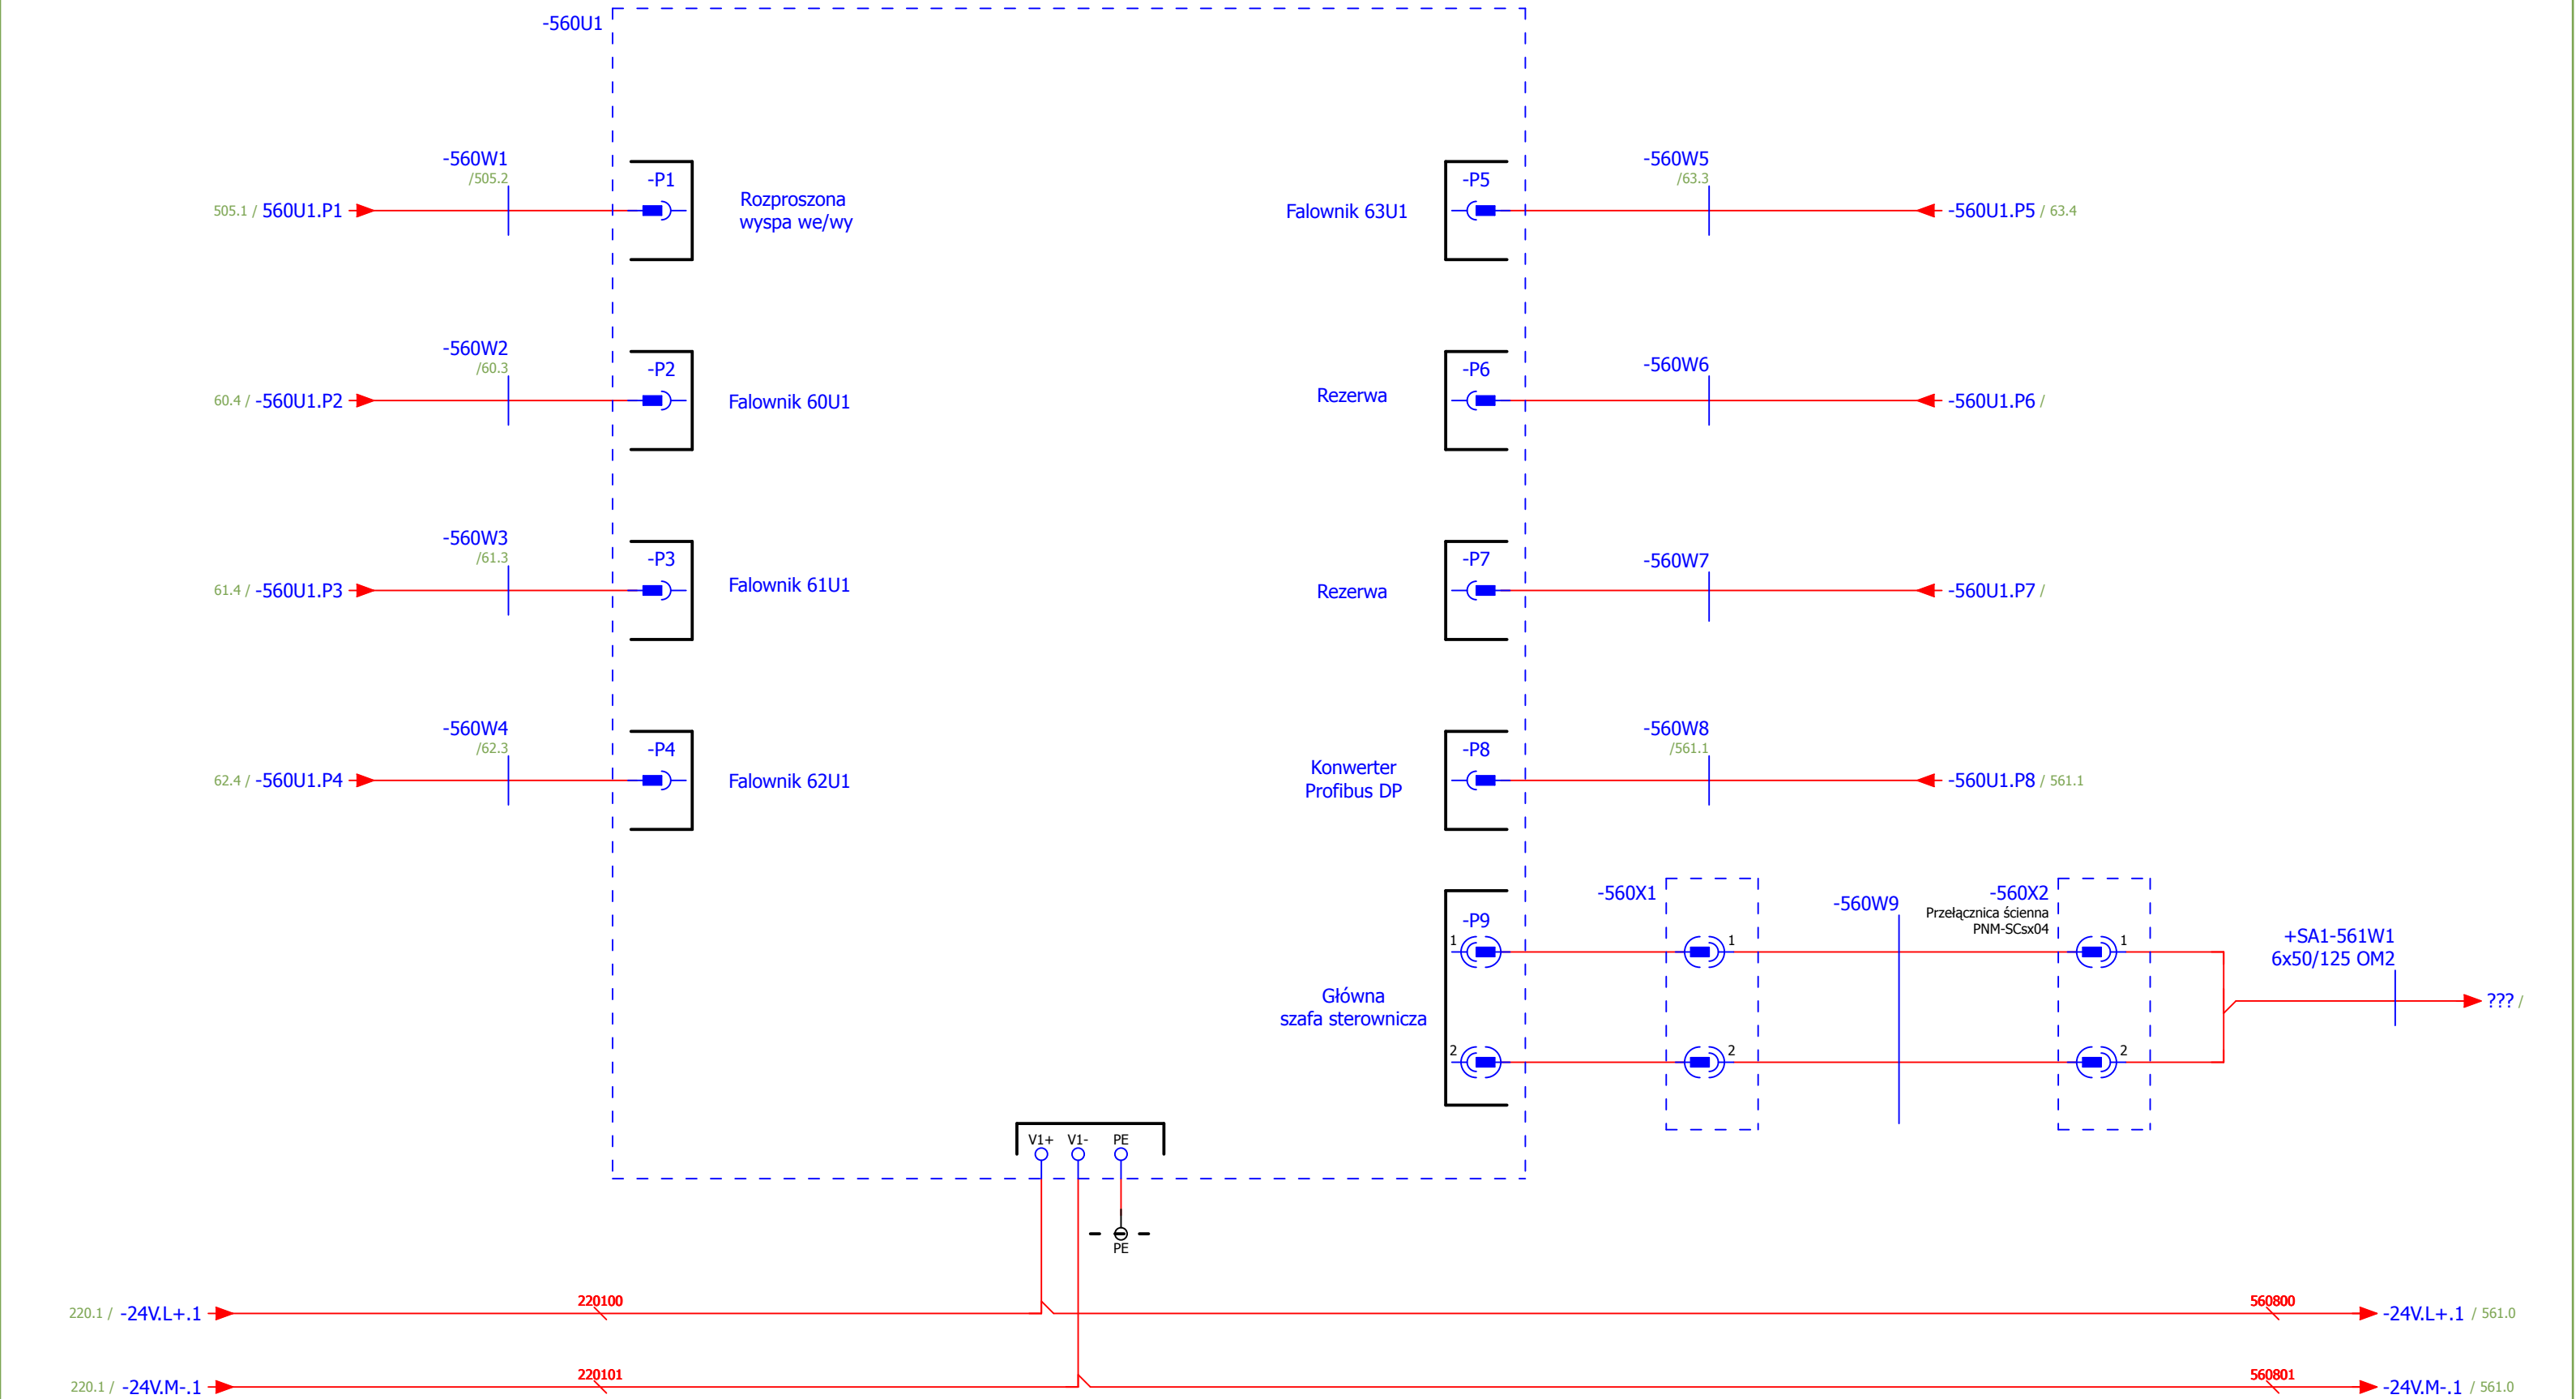 -560U1
-560W1
/505.2
505.1 / 560U1.P1
-P1
Rozproszona
wyspa we/wy
Falownik 63U1
-P5
-560W5
/63.3
-560U1.P5 / 63.4
-560W2
/60.3
60.4 / -560U1.P2
-P2
Falownik 60U1
Rezerwa
-P6
-560W6
-560U1.P6 /
-560W3
/61.3
61.4 / -560U1.P3
-P3
Falownik 61U1
Rezerwa
-P7
-560W7
-560U1.P7 /
-560W4
/62.3
62.4 / -560U1.P4
-P4
Falownik 62U1
Konwerter
Profibus DP
-P8
-560W8
/561.1
-560U1.P8 / 561.1
Główna
szafa sterownicza
-P9
1
2
-560X1
1
2
-560W9
-560X2
Przełącznica ścienna
PNM-SCsx04
1
2
+SA1-561W1
6x50/125 OM2
??? /
V1+ V1- PE
PE
220.1 / -24V.L+.1
220100
560800
-24V.L+.1 / 561.0
220.1 / -24V.M-.1
220101
560801
-24V.M-.1 / 561.0